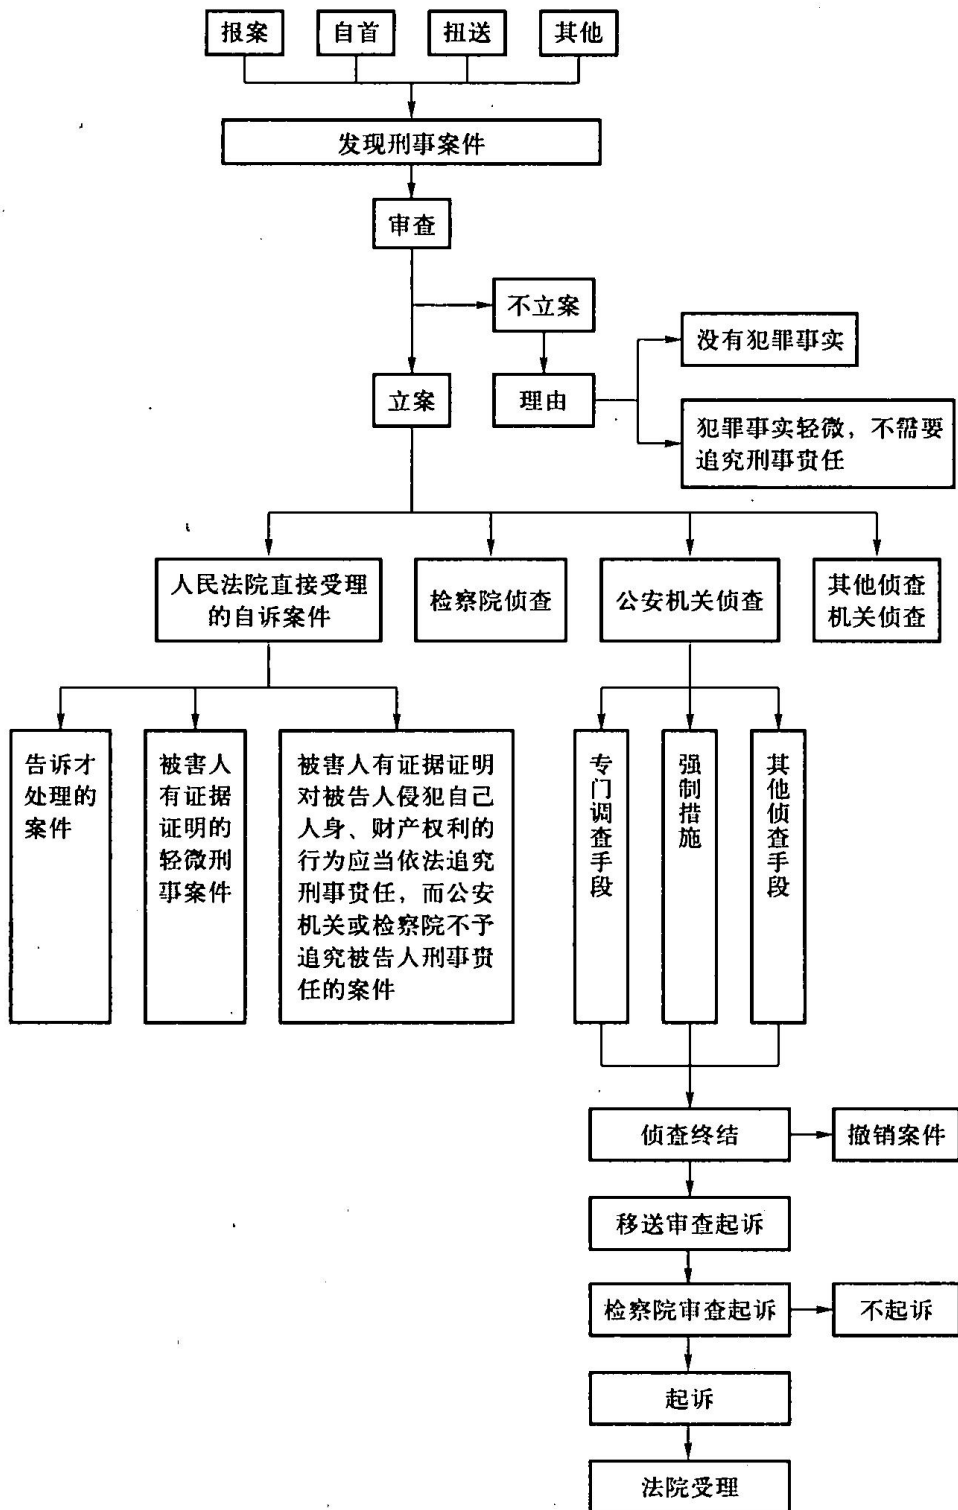 报案
自首
扭送
其他
发现刑事案件
审查
不立案
没有犯罪事实
立案
理由
犯罪事实轻微，不需要
追究刑事责任
人民法院直接受理
的自诉案件
检察院侦查
公安机关侦查
其他侦查
机关侦查
告诉才
处理的
案件
被害人
有证据
证明的
轻微刑
事案件
被害人有证据证明
对被告人侵犯自己
人身、财产权利的
行为应当依法追究
刑事责任，而公安
机关或检察院不予
追究被告人刑事责
任的案件
专门调查手段
强制措施
其他侦查手段
侦查终结
撤销案件
移送审查起诉
检察院审查起诉
不起诉
起诉
法院受理